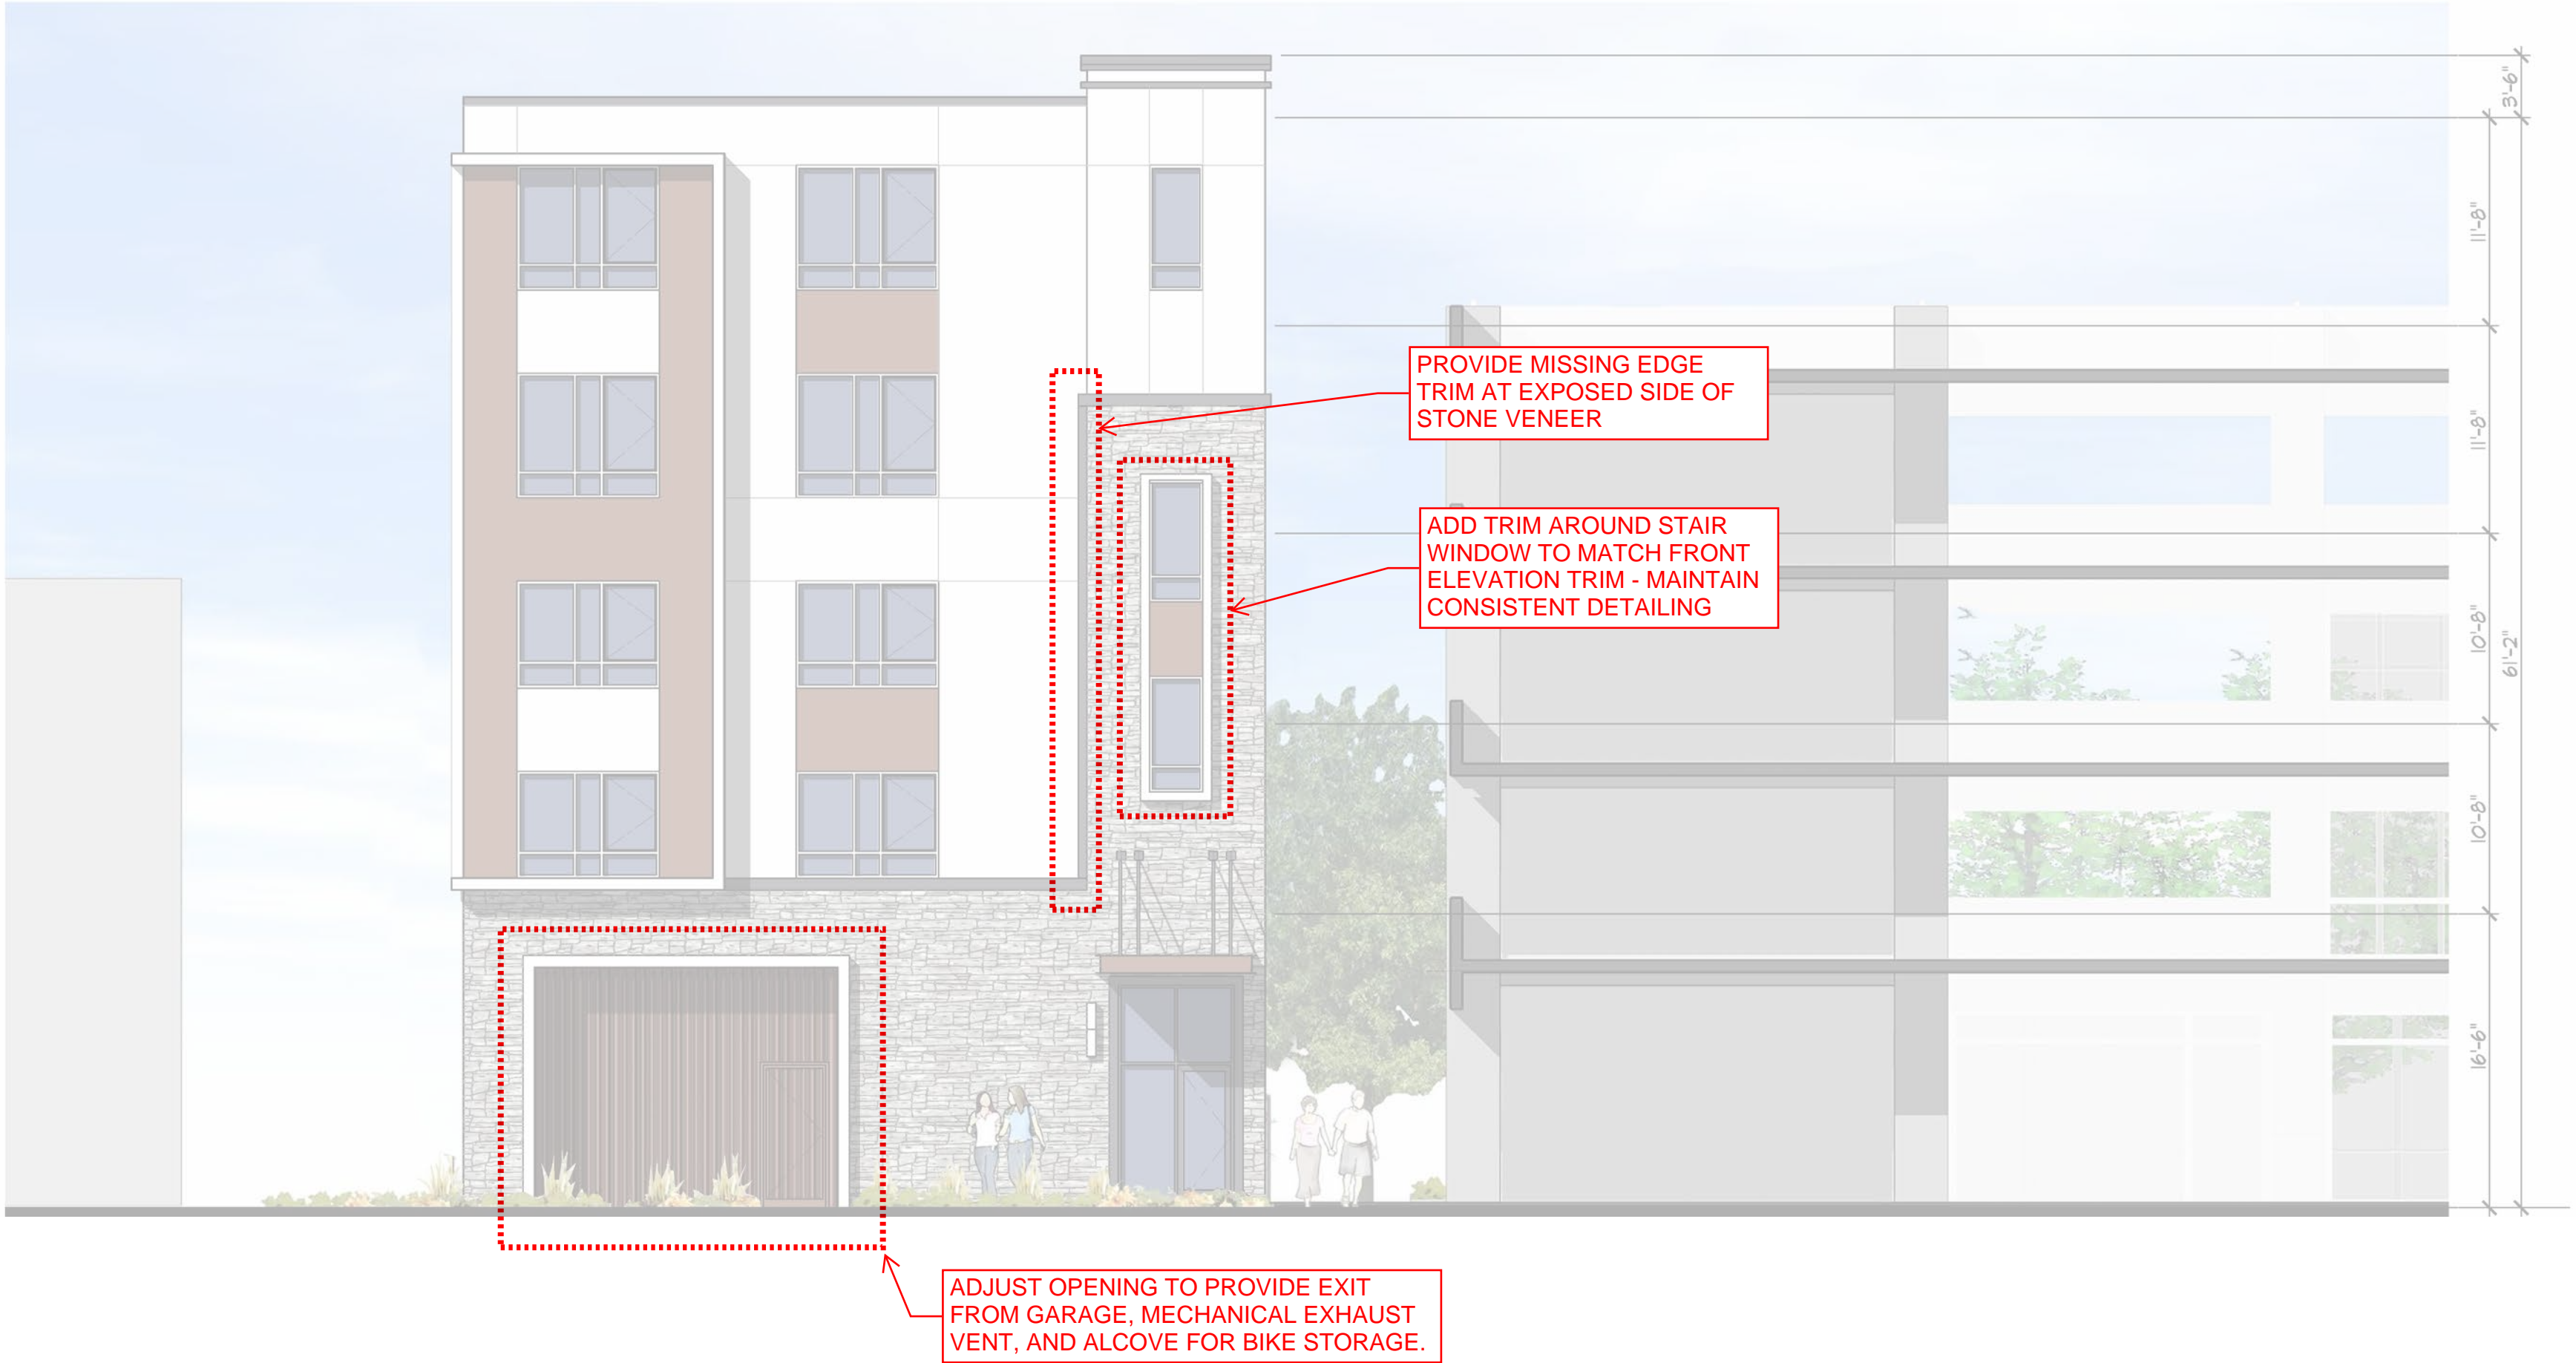 3'-6"
11'-8"
PROVIDE MISSING EDGE
TRIM AT EXPOSED SIDE OF
STONE VENEER
11'-8"
ADD TRIM AROUND STAIR
WINDOW TO MATCH FRONT
ELEVATION TRIM - MAINTAIN
CONSISTENT DETAILING
10'-8"
61'-2"
10'-8"
16'-6"
ADJUST OPENING TO PROVIDE EXIT
FROM GARAGE, MECHANICAL EXHAUST
VENT, AND ALCOVE FOR BIKE STORAGE.